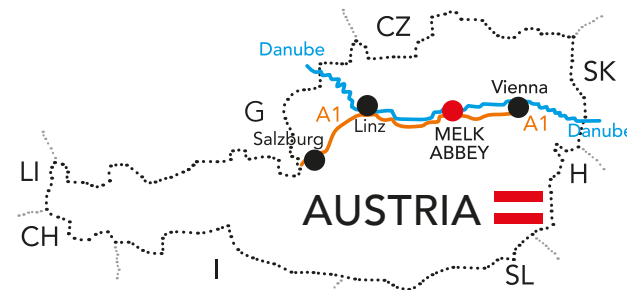 CZ
Danube
SK
Vienna
G
A1
Linz
A1
Danube
Salzburg
MELK
ABBEY
LI
H
AUSTRIA
CH
I
SL